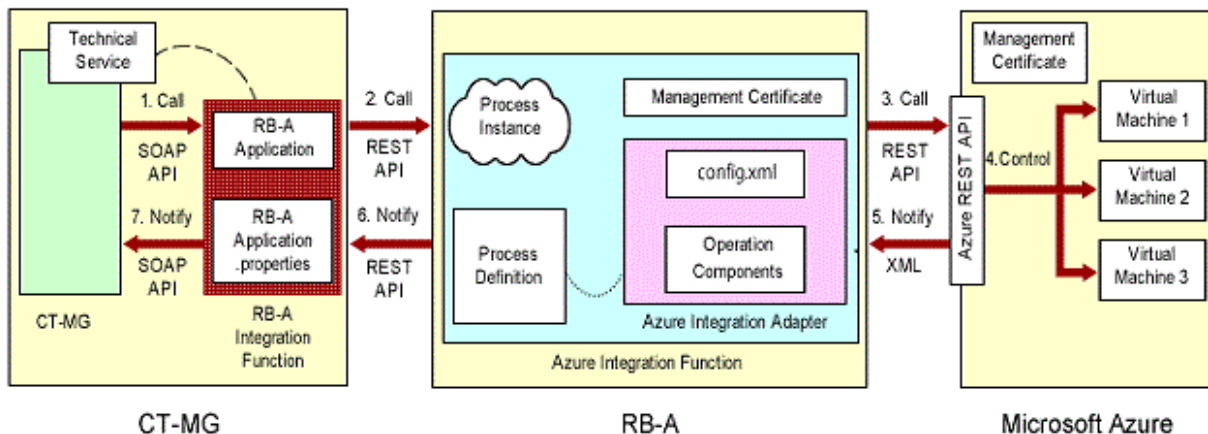 Technical
Service
1. Call
SOAP
API
7. Notify
SOAP
API
CT-MG
RB-A
Application
RB-A
Application
.properties
RB-A
Integration
Function
2. Call
REST
API
6. Notify
REST
API
Process
Instance
Process
Definition
Management Certificate
config.xml
Operation
Components
Azure Integration Adapter
Azure Integration Function
3. Call
REST
API
5. Notify
XML
Azure REST API
Management
Certificate
4.Control
Virtual
Machine 1
Virtual
Machine 2
Virtual
Machine 3
CT-MG
RB-A
Microsoft Azure